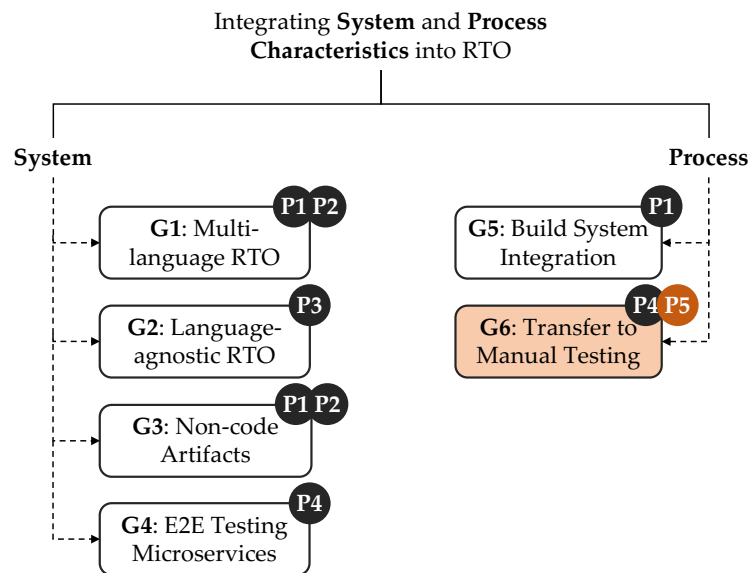 Integrating System and Process
Characteristics into RTO
System
Process
P1 P2
G1: Multi-
language RTO
P3
G2: Language-
agnostic RTO
P1 P2
G3: Non-code
Artifacts
P4
G4: E2E Testing
Microservices
P1
G5: Build System
Integration
P4 P5
G6: Transfer to
Manual Testing